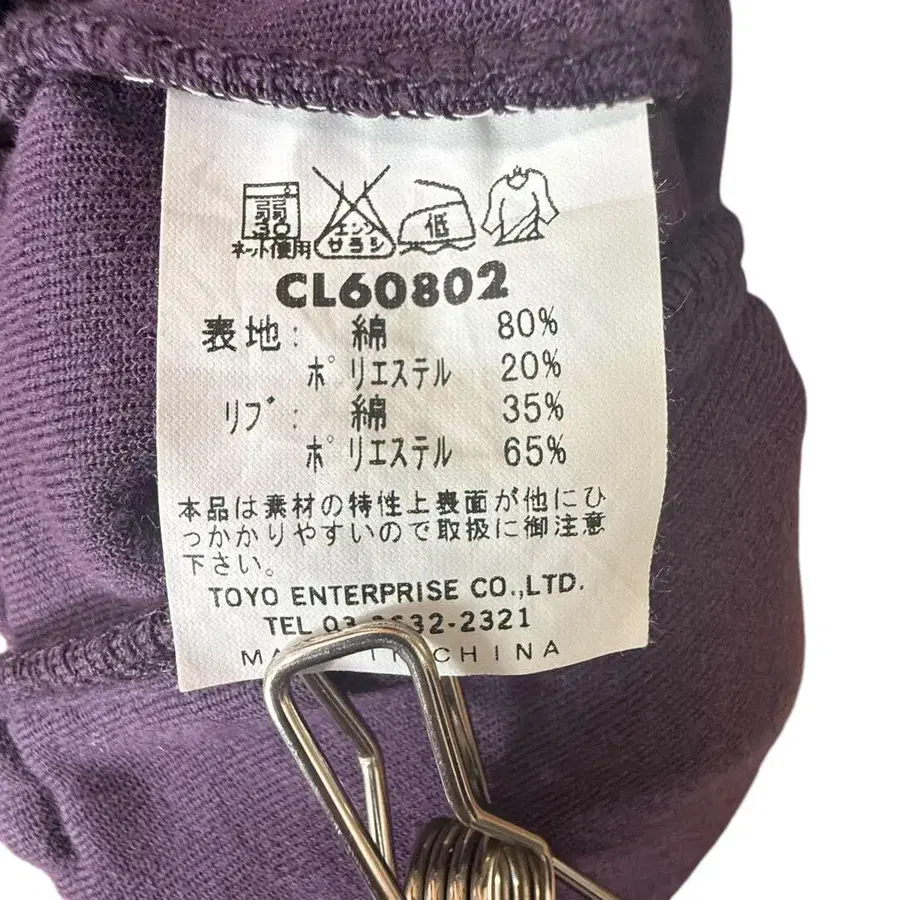 弱
30
ネット使用
エンソ
サラシ
低
CL60802
表地: 綿 80%
ポリエステル 20%
リブ: 綿 35%
ポリエステル 65%
本品は素材の特性上表面が他にひ
っかかりやすいので取扱に御注意
下さい。
TOYO ENTERPRISE CO.,LTD.
TEL 03 632-2321
CHINA